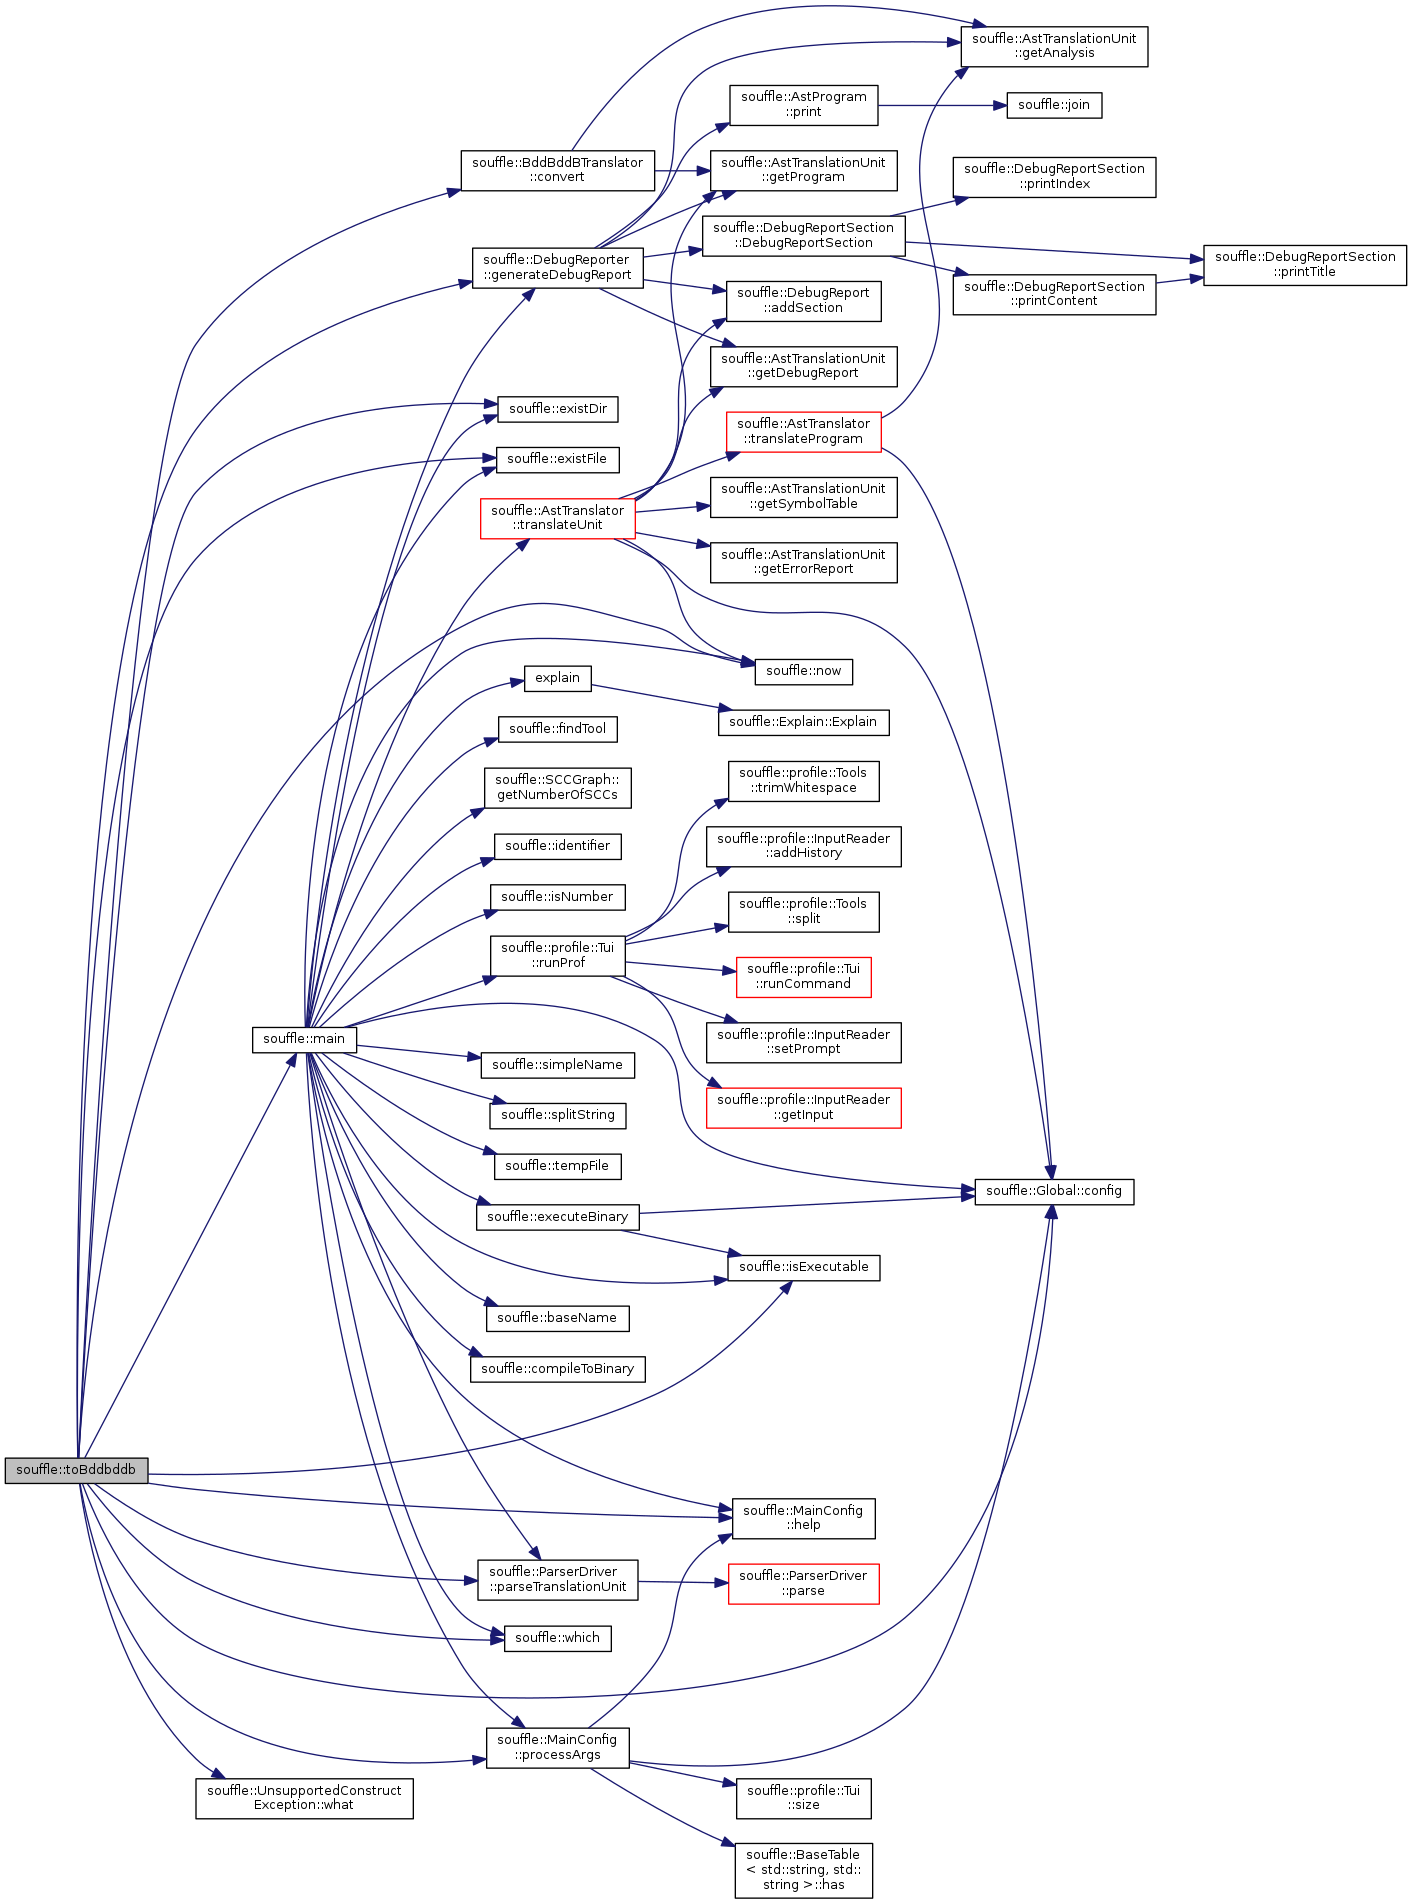 souffle::AstTranslationUnit
::getAnalysis
souffle::AstProgram
::print
souffle::join
souffle::BddBddBTranslator
::convert
souffle::AstTranslationUnit
::getProgram
souffle::DebugReportSection
::printIndex
souffle::DebugReportSection
::DebugReportSection
souffle::DebugReporter
::generateDebugReport
souffle::DebugReportSection
::printTitle
souffle::DebugReport
::addSection
souffle::DebugReportSection
::printContent
souffle::AstTranslationUnit
::getDebugReport
souffle::existDir
souffle::AstTranslator
::translateProgram
souffle::existFile
souffle::AstTranslationUnit
::getSymbolTable
souffle::AstTranslator
::translateUnit
souffle::AstTranslationUnit
::getErrorReport
souffle::now
explain
souffle::Explain::Explain
souffle::findTool
souffle::profile::Tools
::trimWhitespace
souffle::SCCGraph::
getNumberOfSCCs
souffle::identifier
souffle::profile::InputReader
::addHistory
souffle::isNumber
souffle::profile::Tools
::split
souffle::profile::Tui
::runProf
souffle::profile::Tui
::runCommand
souffle::main
souffle::profile::InputReader
::setPrompt
souffle::simpleName
souffle::profile::InputReader
::getInput
souffle::splitString
souffle::tempFile
souffle::Global::config
souffle::executeBinary
souffle::isExecutable
souffle::baseName
souffle::compileToBinary
souffle::toBddbddb
souffle::MainConfig
::help
souffle::ParserDriver
::parseTranslationUnit
souffle::ParserDriver
::parse
souffle::which
souffle::MainConfig
::processArgs
souffle::UnsupportedConstruct
Exception::what
souffle::profile::Tui
::size
souffle::BaseTable
< std::string, std::
string >::has